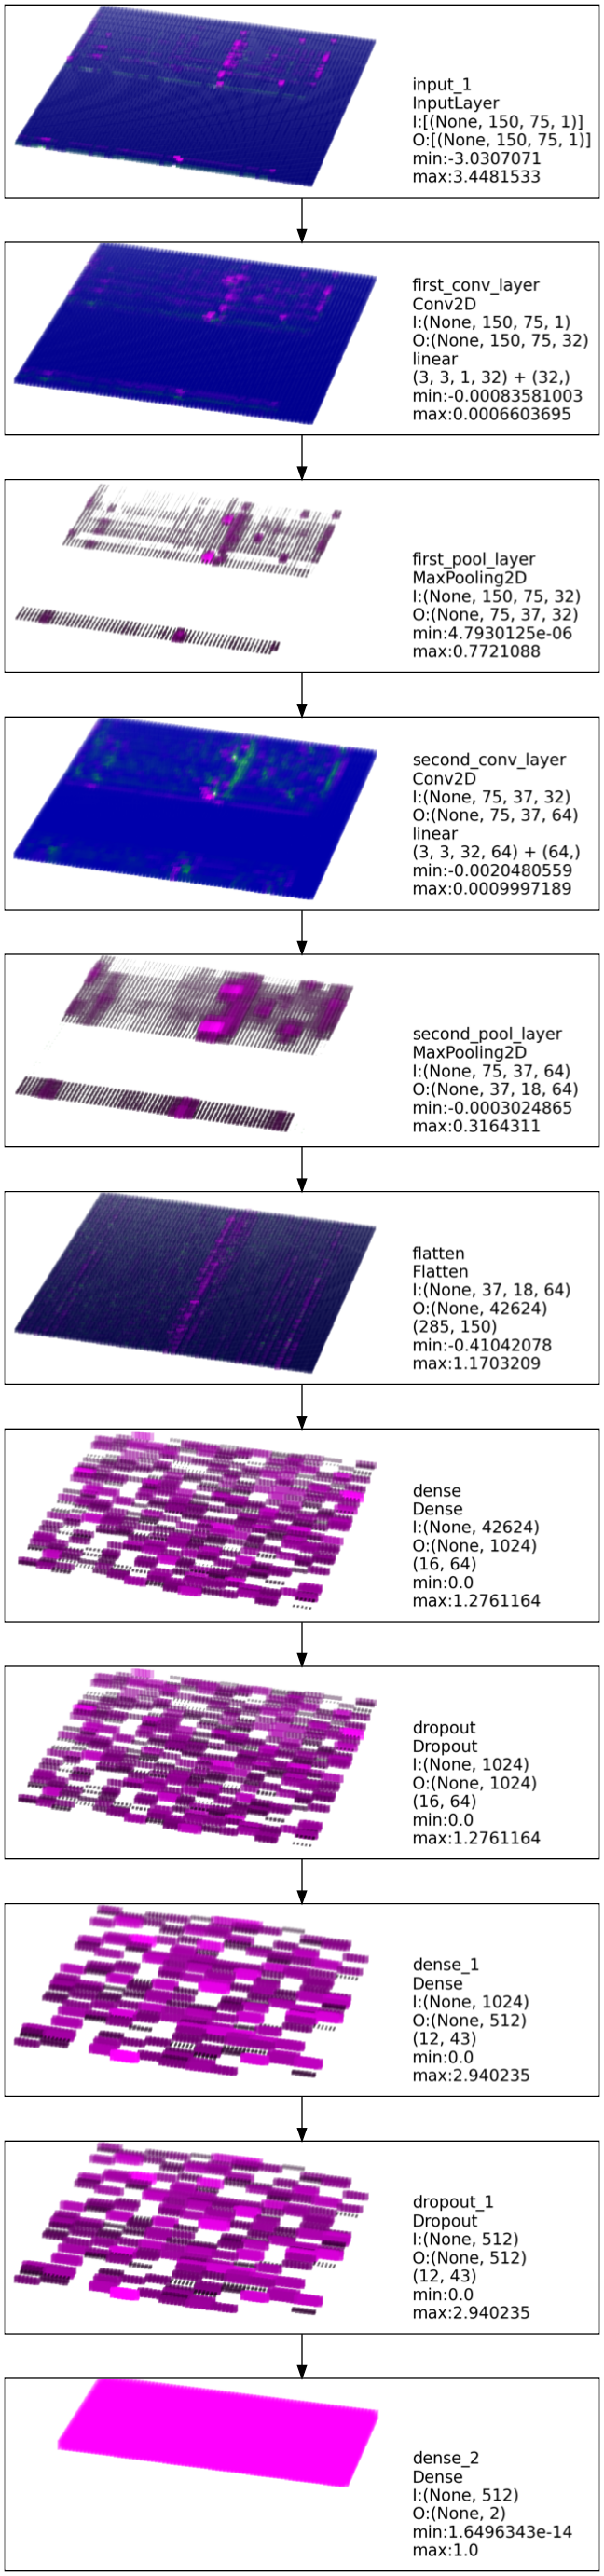 input_1
InputLayer
I:[(None, 150, 75, 1)]
O:[(None, 150, 75, 1)]
min:-3.0307071
max:3.4481533
first_conv_layer
Conv2D
I:(None, 150, 75, 1)
O:(None, 150, 75, 32)
linear
(3, 3, 1, 32) + (32,)
min:-0.00083581003
max:0.0006603695
first_pool_layer
MaxPooling2D
I:(None, 150, 75, 32)
O:(None, 75, 37, 32)
min:4.7930125e-06
max:0.7721088
second_conv_layer
Conv2D
I:(None, 75, 37, 32)
O:(None, 75, 37, 64)
linear
(3, 3, 32, 64) + (64,)
min:-0.0020480559
max:0.0009997189
second_pool_layer
MaxPooling2D
I:(None, 75, 37, 64)
O:(None, 37, 18, 64)
min:-0.0003024865
max:0.3164311
flatten
Flatten
I:(None, 37, 18, 64)
O:(None, 42624)
(285, 150)
min:-0.41042078
max:1.1703209
dense
Dense
I:(None, 42624)
O:(None, 1024)
(16, 64)
min:0.0
max:1.2761164
dropout
Dropout
I:(None, 1024)
O:(None, 1024)
(16, 64)
min:0.0
max:1.2761164
dense_1
Dense
I:(None, 1024)
O:(None, 512)
(12, 43)
min:0.0
max:2.940235
dropout_1
Dropout
I:(None, 512)
O:(None, 512)
(12, 43)
min:0.0
max:2.940235
dense_2
Dense
I:(None, 512)
O:(None, 2)
min:1.6496343e-14
max:1.0